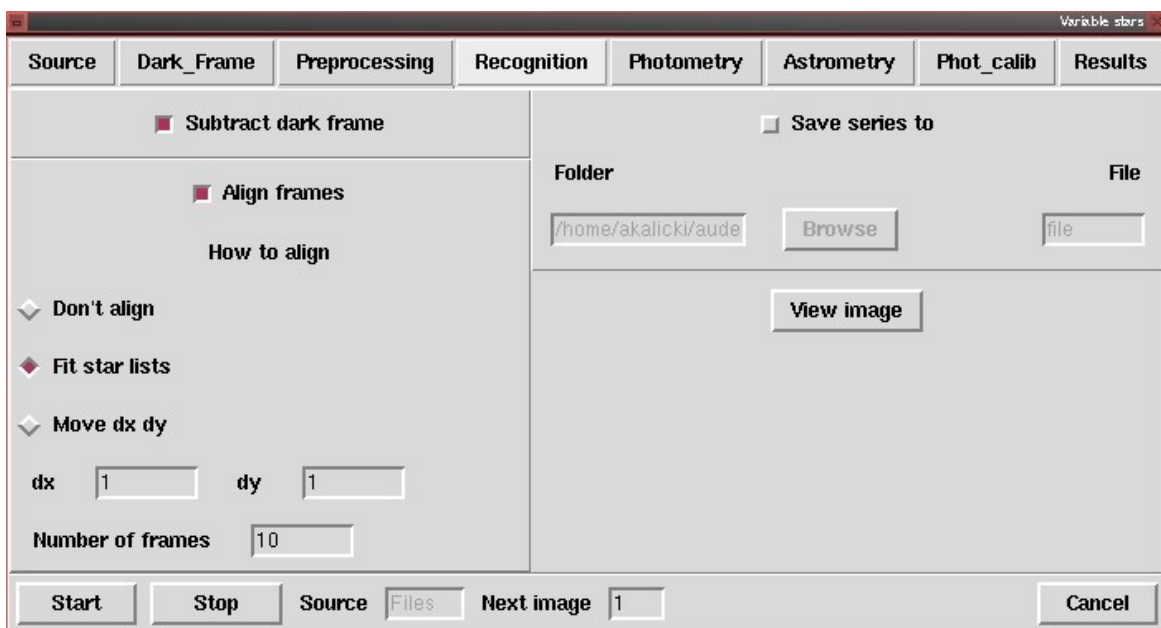 Variable stars
Source Dark_Frame Preprocessing Recognition Photometry Astrometry Phot_calib Results
Subtract dark frame
Align frames
How to align
Don't align
Fit star lists
Move dx dy
dx 1 dy 1
Number of frames 10
Save series to
Folder File
/home/akalicki/aude Browse file
View image
Start Stop Source Files Next image 1 Cancel